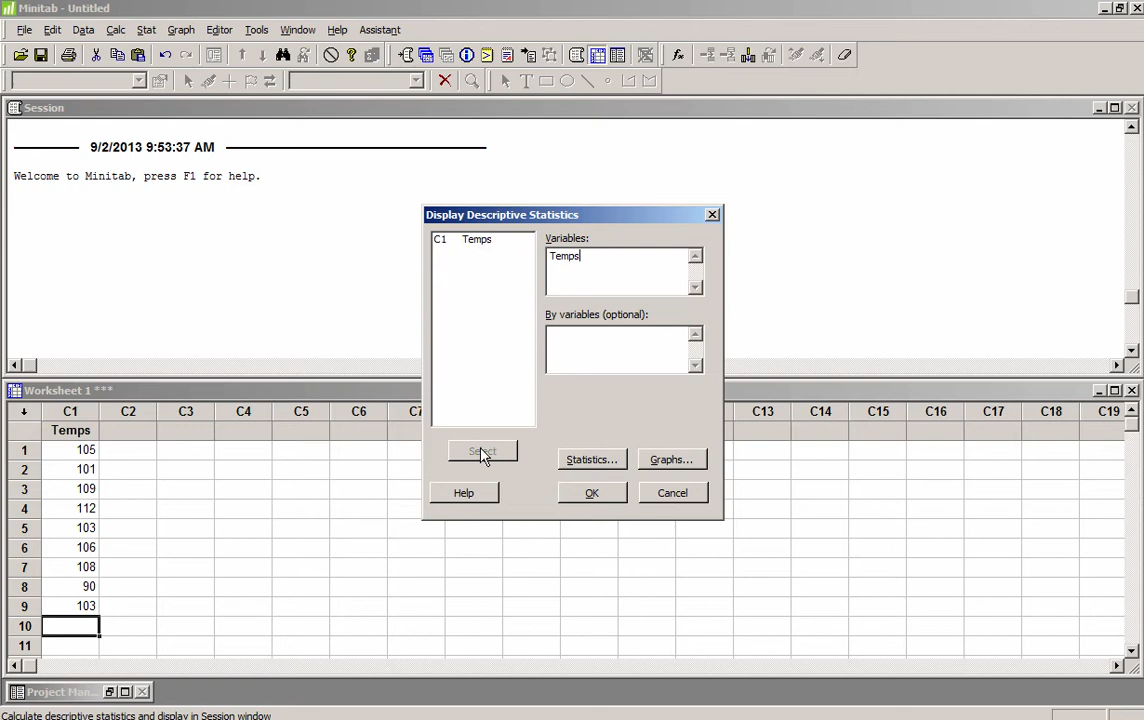 Minitab - Untitled
File Edit Data Calc Stat Graph Editor Tools Window Help Assistant
Session
9/2/2013 9:53:37 AM
Welcome to Minitab, press F1 for help.
Display Descriptive Statistics
C1 Temps
Variables:
Temps
By variables (optional):
Select
Statistics... Graphs...
Help OK Cancel
Worksheet 1 ***
C1 C2 C3 C4 C5 C6 C7 C13 C14 C15 C16 C17 C18 C19
Temps
1 105
2 101
3 109
4 112
5 103
6 106
7 108
8 90
9 103
10
11
Project Man...
Calculate descriptive statistics and display in Session window